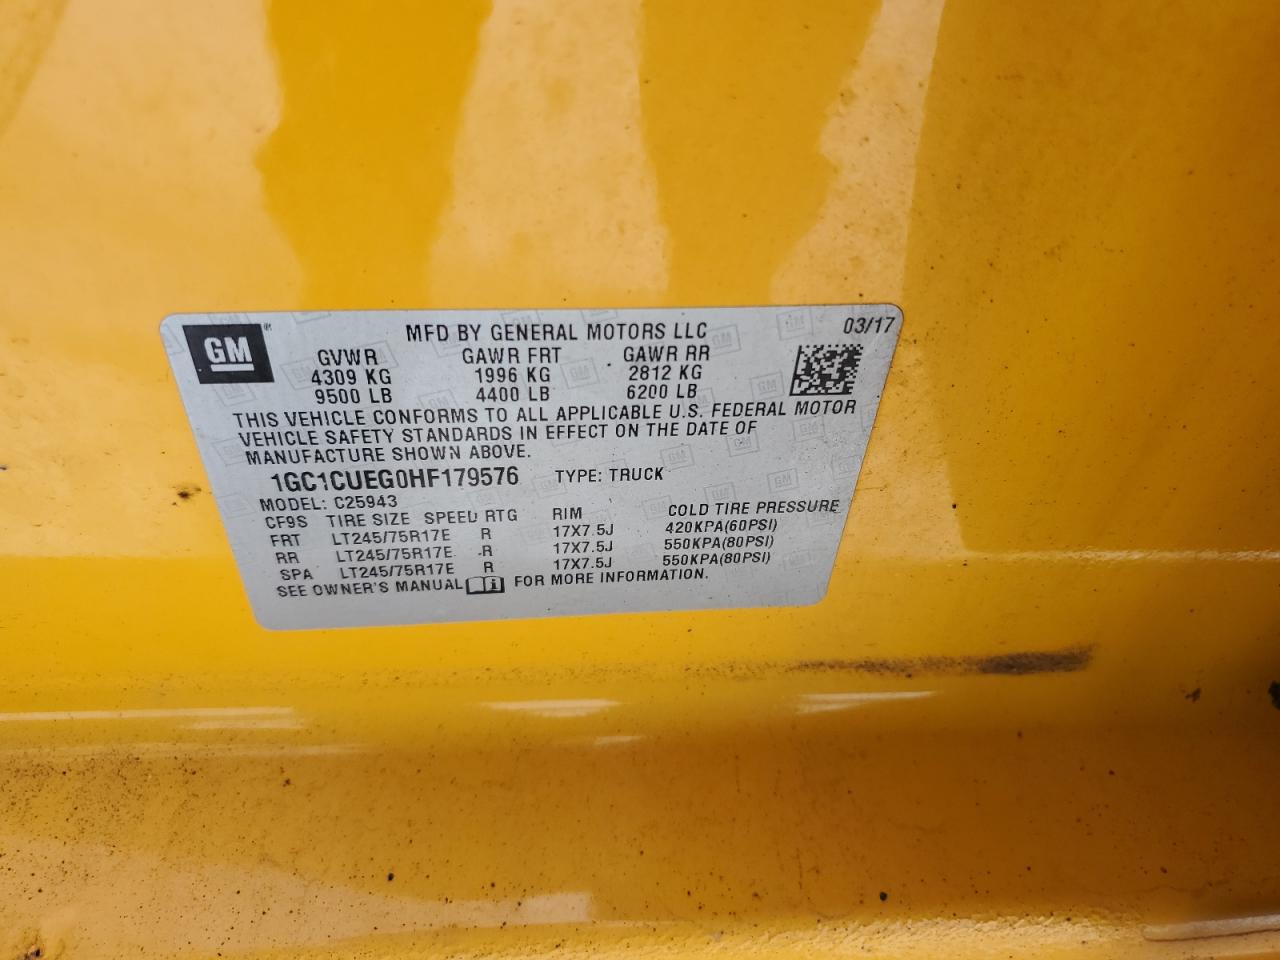 GM ®
MFD BY GENERAL MOTORS LLC 03/17
GVWR GAWR FRT GAWR RR
4309 KG 1996 KG 2812 KG
9500 LB 4400 LB 6200 LB
THIS VEHICLE CONFORMS TO ALL APPLICABLE U.S. FEDERAL MOTOR
VEHICLE SAFETY STANDARDS IN EFFECT ON THE DATE OF
MANUFACTURE SHOWN ABOVE.
1GC1CUEG0HF179576 TYPE: TRUCK
MODEL: C25943
CF9S TIRE SIZE SPEED RTG RIM COLD TIRE PRESSURE
FRT LT245/75R17E R 17X7.5J 420KPA(60PSI)
RR LT245/75R17E R 17X7.5J 550KPA(80PSI)
SPA LT245/75R17E R 17X7.5J 550KPA(80PSI)
SEE OWNER'S MANUAL FOR MORE INFORMATION.